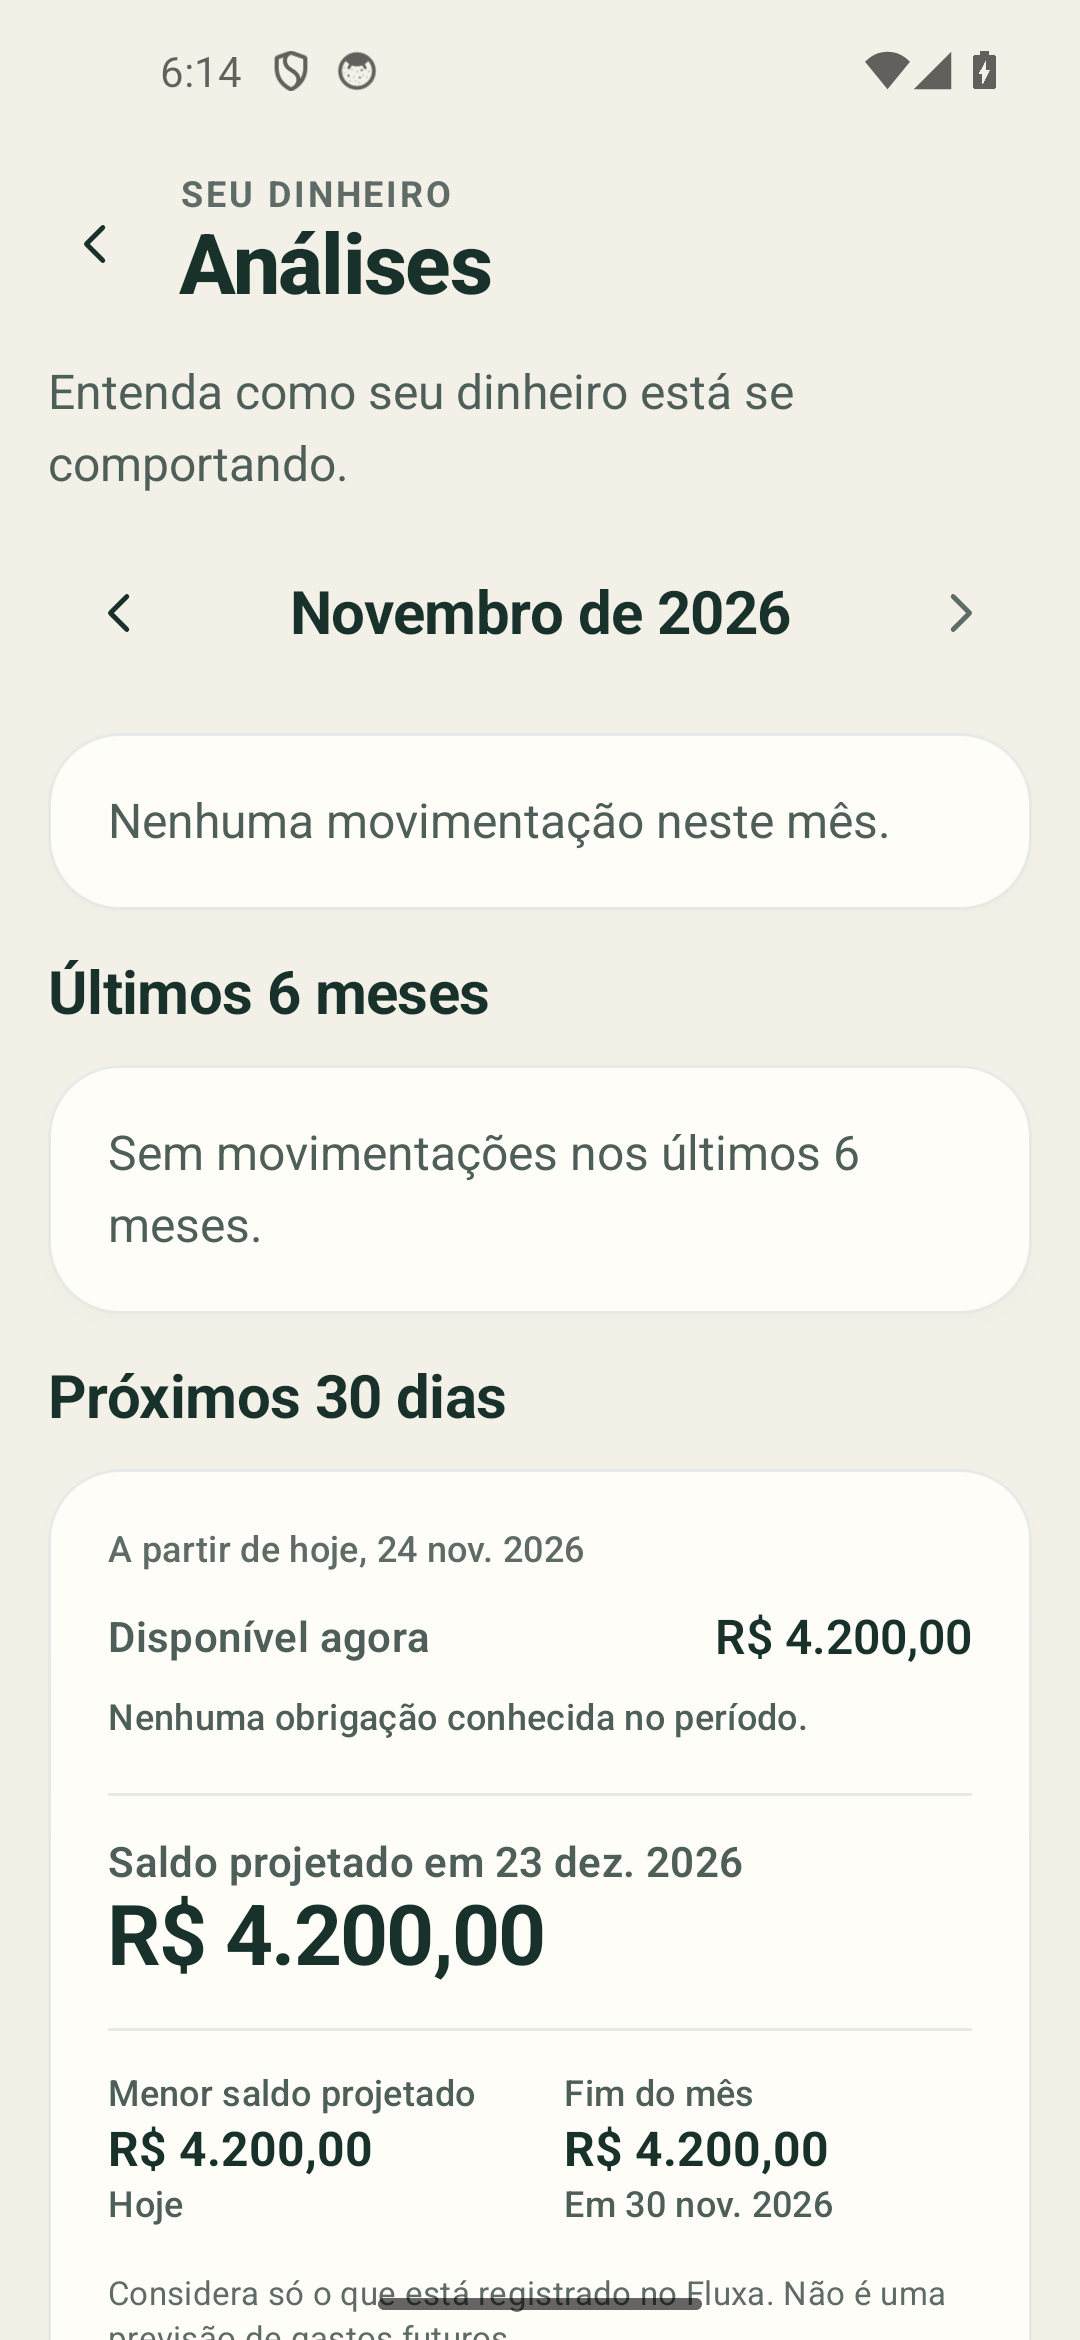 6:14
SEU DINHEIRO
Análises
Entenda como seu dinheiro está se
comportando.
Novembro de 2026
Nenhuma movimentação neste mês.
Últimos 6 meses
Sem movimentações nos últimos 6
meses.
Próximos 30 dias
A partir de hoje, 24 nov. 2026
Disponível agora R$ 4.200,00
Nenhuma obrigação conhecida no período.
Saldo projetado em 23 dez. 2026
R$ 4.200,00
Menor saldo projetado Fim do mês
R$ 4.200,00 R$ 4.200,00
Hoje Em 30 nov. 2026
Considera só o que está registrado no Fluxa. Não é uma
previsão de gastos futuros.